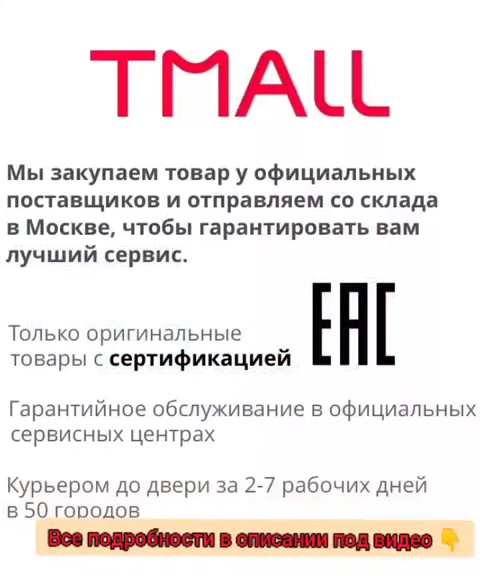 TMALL
Мы закупаем товар у официальных
поставщиков и отправляем со склада
в Москве, чтобы гарантировать вам
лучший сервис.
Только оригинальные
товары с сертификацией
EAC
Гарантийное обслуживание в официальных
сервисных центрах
Курьером до двери за 2-7 рабочих дней
в 50 городов
Все подробности в описании под видео 👇